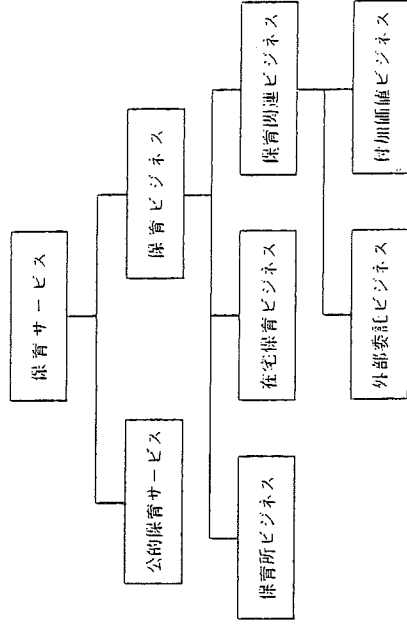 保育サービス
公的保育サービス
保育ビジネス
保育所ビジネス
在宅保育ビジネス
保育関連ビジネス
外部委託ビジネス
付加価値ビジネス